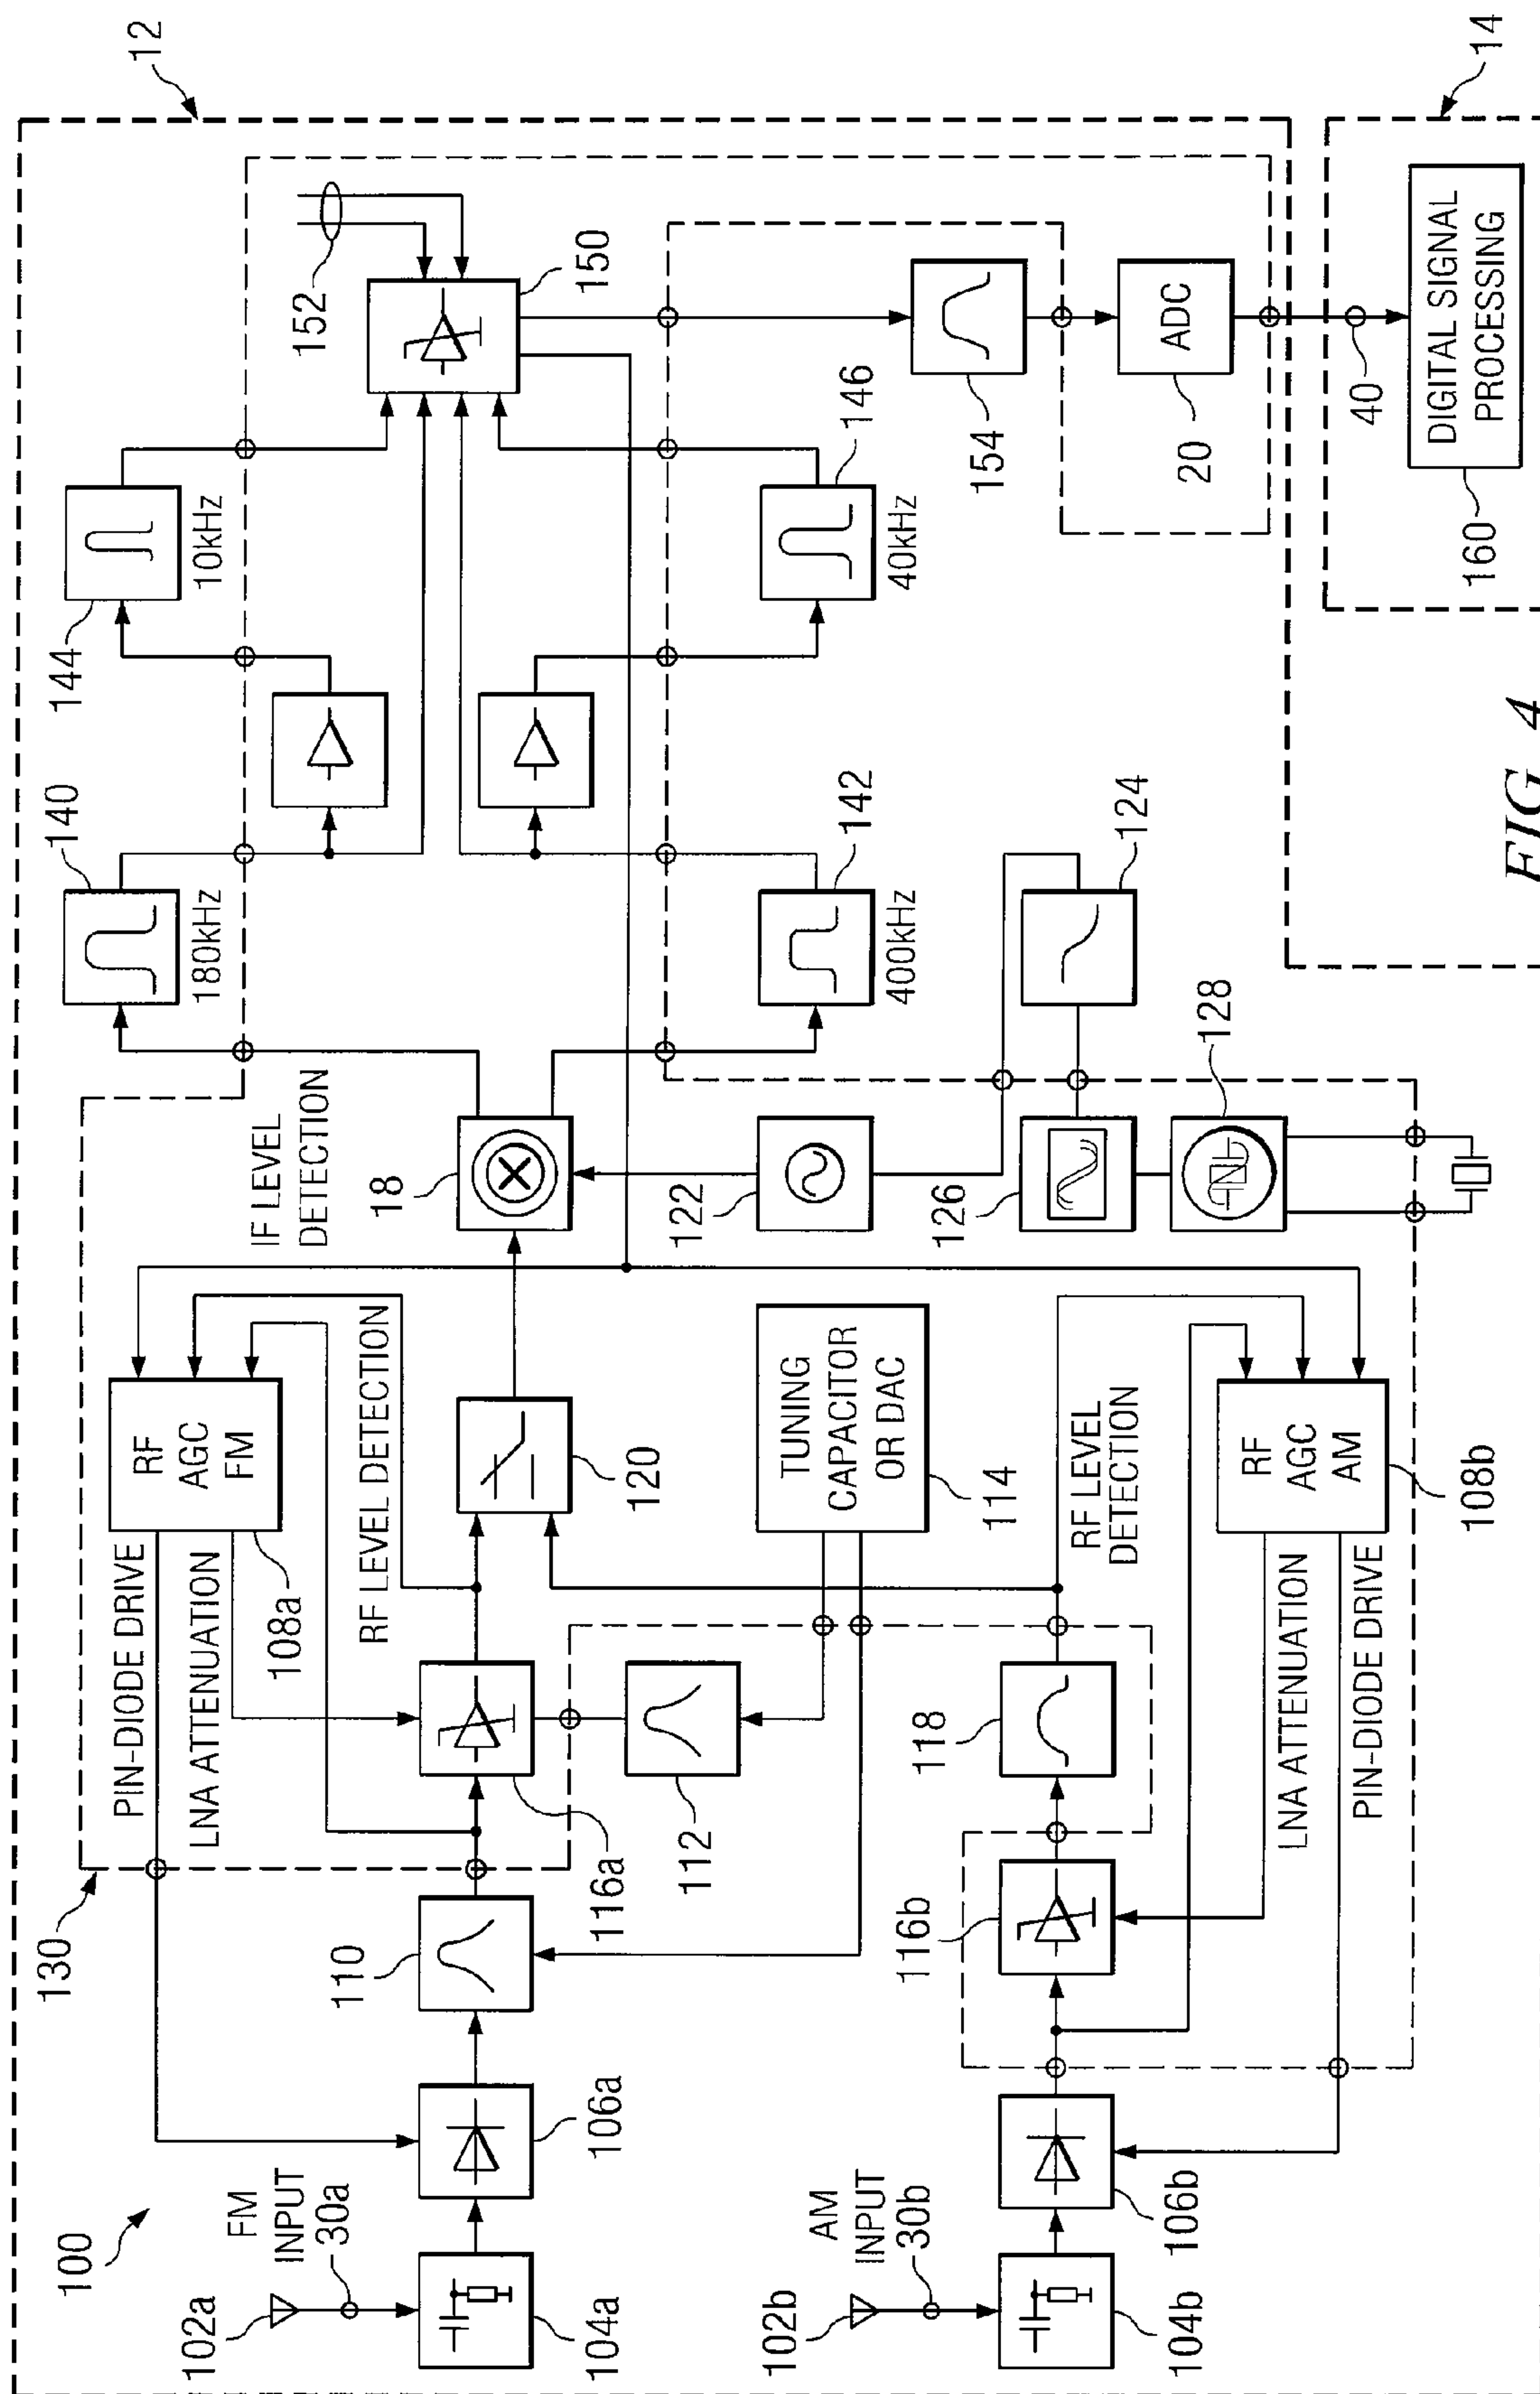 100
102a
FM
INPUT
30a
104a
106a
110
130
PIN-DIODE DRIVE
LNA ATTENUATION
108a
RF
AGC
FM
RF LEVEL DETECTION
116a
112
120
IF LEVEL
DETECTION
18
122
126
128
124
TUNING
CAPACITOR
OR DAC
114
102b
AM
INPUT
30b
104b
106b
116b
118
RF LEVEL
DETECTION
RF
AGC
AM
108b
LNA ATTENUATION
PIN-DIODE DRIVE
140
180kHz
144
10kHz
142
400kHz
146
40kHz
150
152
154
ADC
20
12
14
40
DIGITAL SIGNAL
PROCESSING
160
FIG. 4